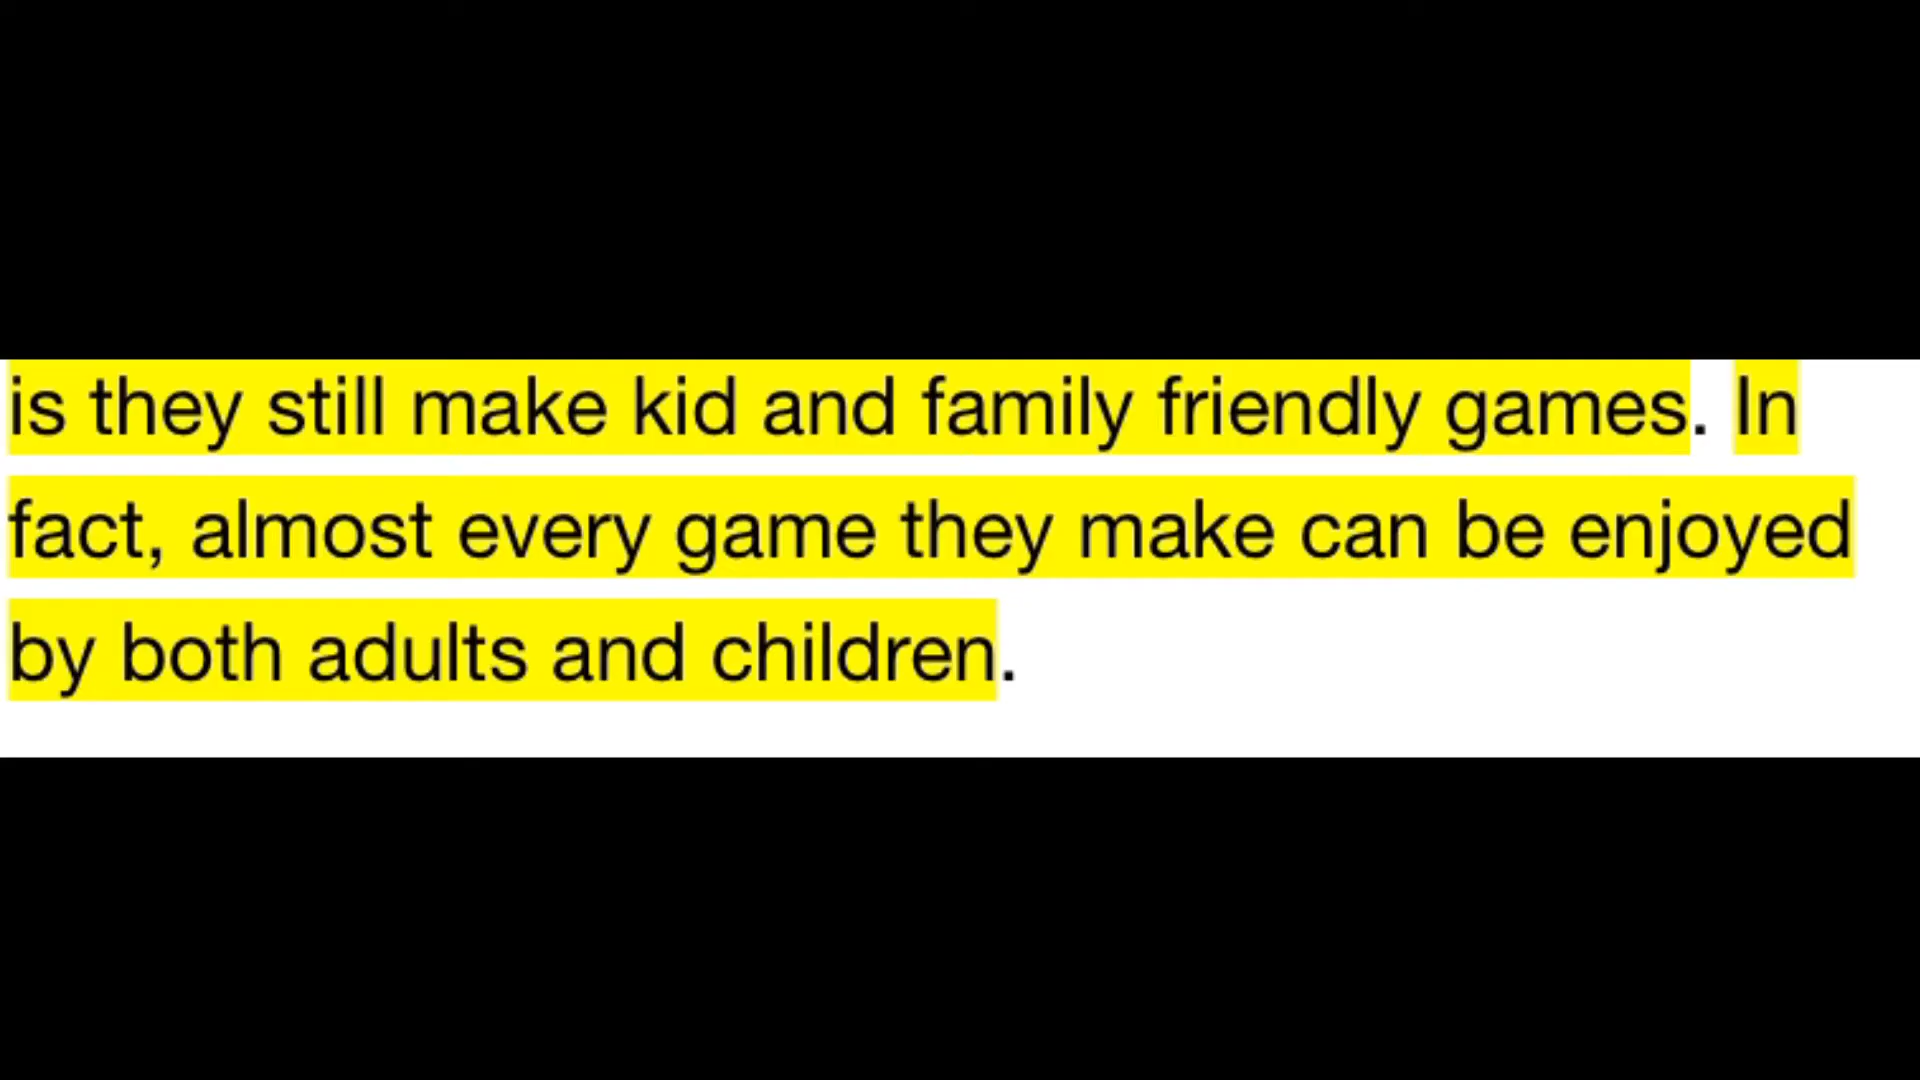 is they still make kid and family friendly games. In
fact, almost every game they make can be enjoyed
by both adults and children.